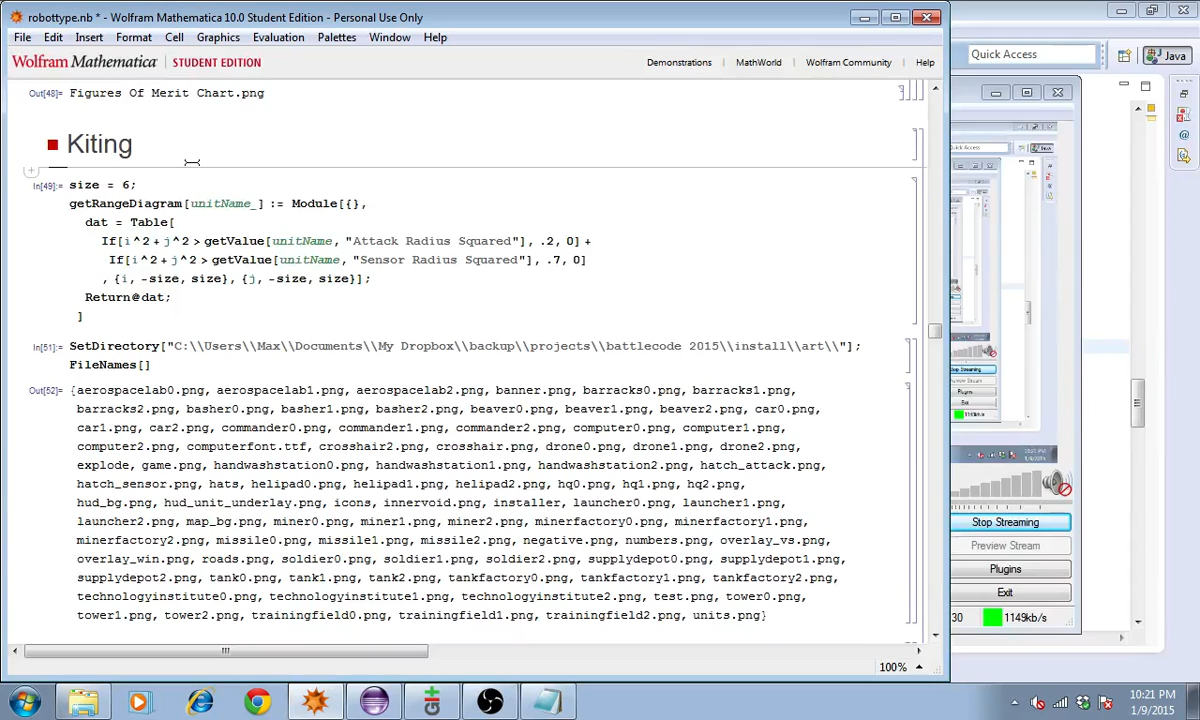 robottype.nb * - Wolfram Mathematica 10.0 Student Edition - Personal Use Only
File Edit Insert Format Cell Graphics Evaluation Palettes Window Help
Wolfram Mathematica | STUDENT EDITION
Demonstrations | MathWorld | Wolfram Community | Help
Out[48]= Figures Of Merit Chart.png
Kiting
In[49]:= size = 6;
getRangeDiagram[unitName_] := Module[{},
dat = Table[
If[i^2 + j^2 > getValue[unitName, "Attack Radius Squared"], .2, 0] +
If[i^2 + j^2 > getValue[unitName, "Sensor Radius Squared"], .7, 0]
, {i, -size, size}, {j, -size, size}];
Return@dat;
]
In[51]:= SetDirectory["C:\\Users\\Max\\Documents\\My Dropbox\\backup\\projects\\battlecode 2015\\install\\art\\"];
FileNames[]
Out[52]= {aerospacelab0.png, aerospacelab1.png, aerospacelab2.png, banner.png, barracks0.png, barracks1.png,
barracks2.png, basher0.png, basher1.png, basher2.png, beaver0.png, beaver1.png, beaver2.png, car0.png,
car1.png, car2.png, commander0.png, commander1.png, commander2.png, computer0.png, computer1.png,
computer2.png, computerfont.ttf, crosshair2.png, crosshair.png, drone0.png, drone1.png, drone2.png,
explode, game.png, handwashstation0.png, handwashstation1.png, handwashstation2.png, hatch_attack.png,
hatch_sensor.png, hats, helipad0.png, helipad1.png, helipad2.png, hq0.png, hq1.png, hq2.png,
hud_bg.png, hud_unit_underlay.png, icons, innervoid.png, installer, launcher0.png, launcher1.png,
launcher2.png, map_bg.png, miner0.png, miner1.png, miner2.png, minerfactory0.png, minerfactory1.png,
minerfactory2.png, missile0.png, missile1.png, missile2.png, negative.png, numbers.png, overlay_vs.png,
overlay_win.png, roads.png, soldier0.png, soldier1.png, soldier2.png, supplydepot0.png, supplydepot1.png,
supplydepot2.png, tank0.png, tank1.png, tank2.png, tankfactory0.png, tankfactory1.png, tankfactory2.png,
technologyinstitute0.png, technologyinstitute1.png, technologyinstitute2.png, test.png, tower0.png,
tower1.png, tower2.png, trainingfield0.png, trainingfield1.png, trainingfield2.png, units.png}
100%
Quick Access
Java
Stop Streaming
Preview Stream
Plugins
Exit
30 1149kb/s
10:21 PM
1/9/2015